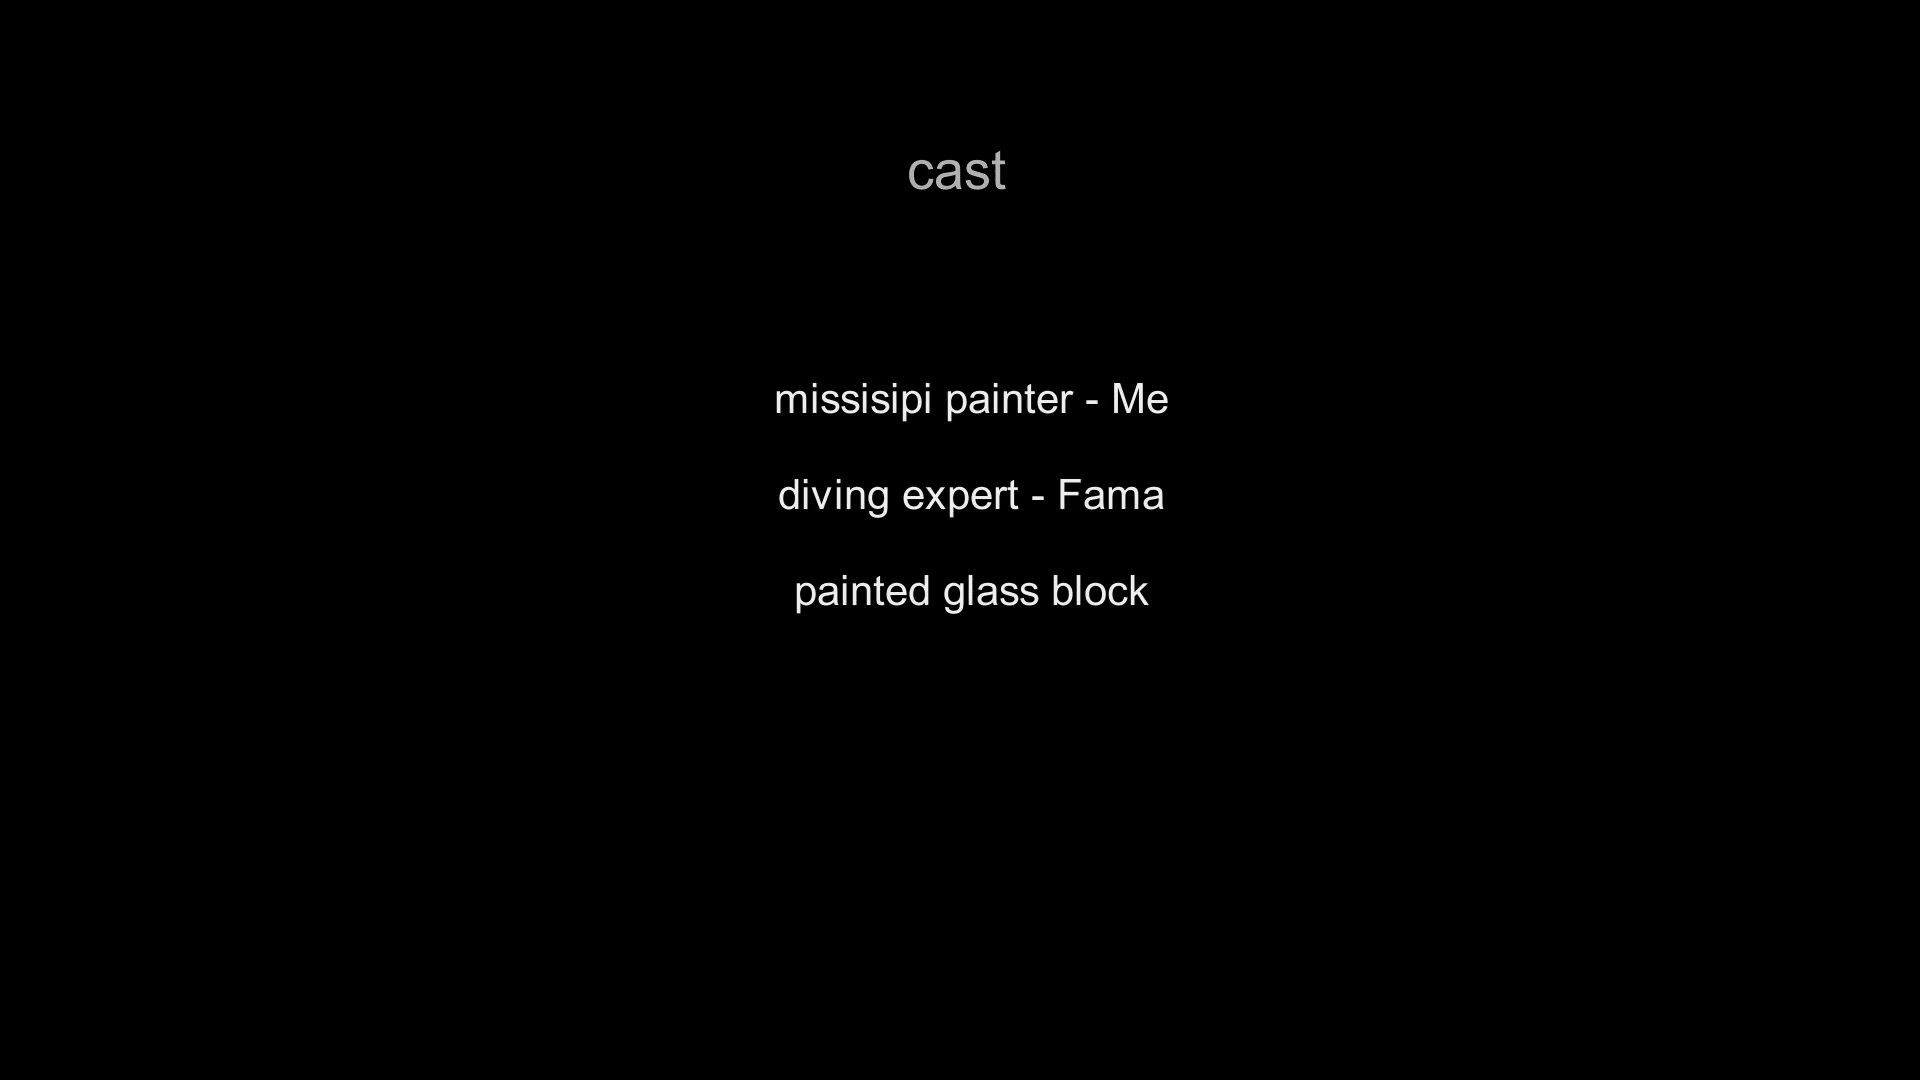 cast
missisipi painter - Me
diving expert - Fama
painted glass block